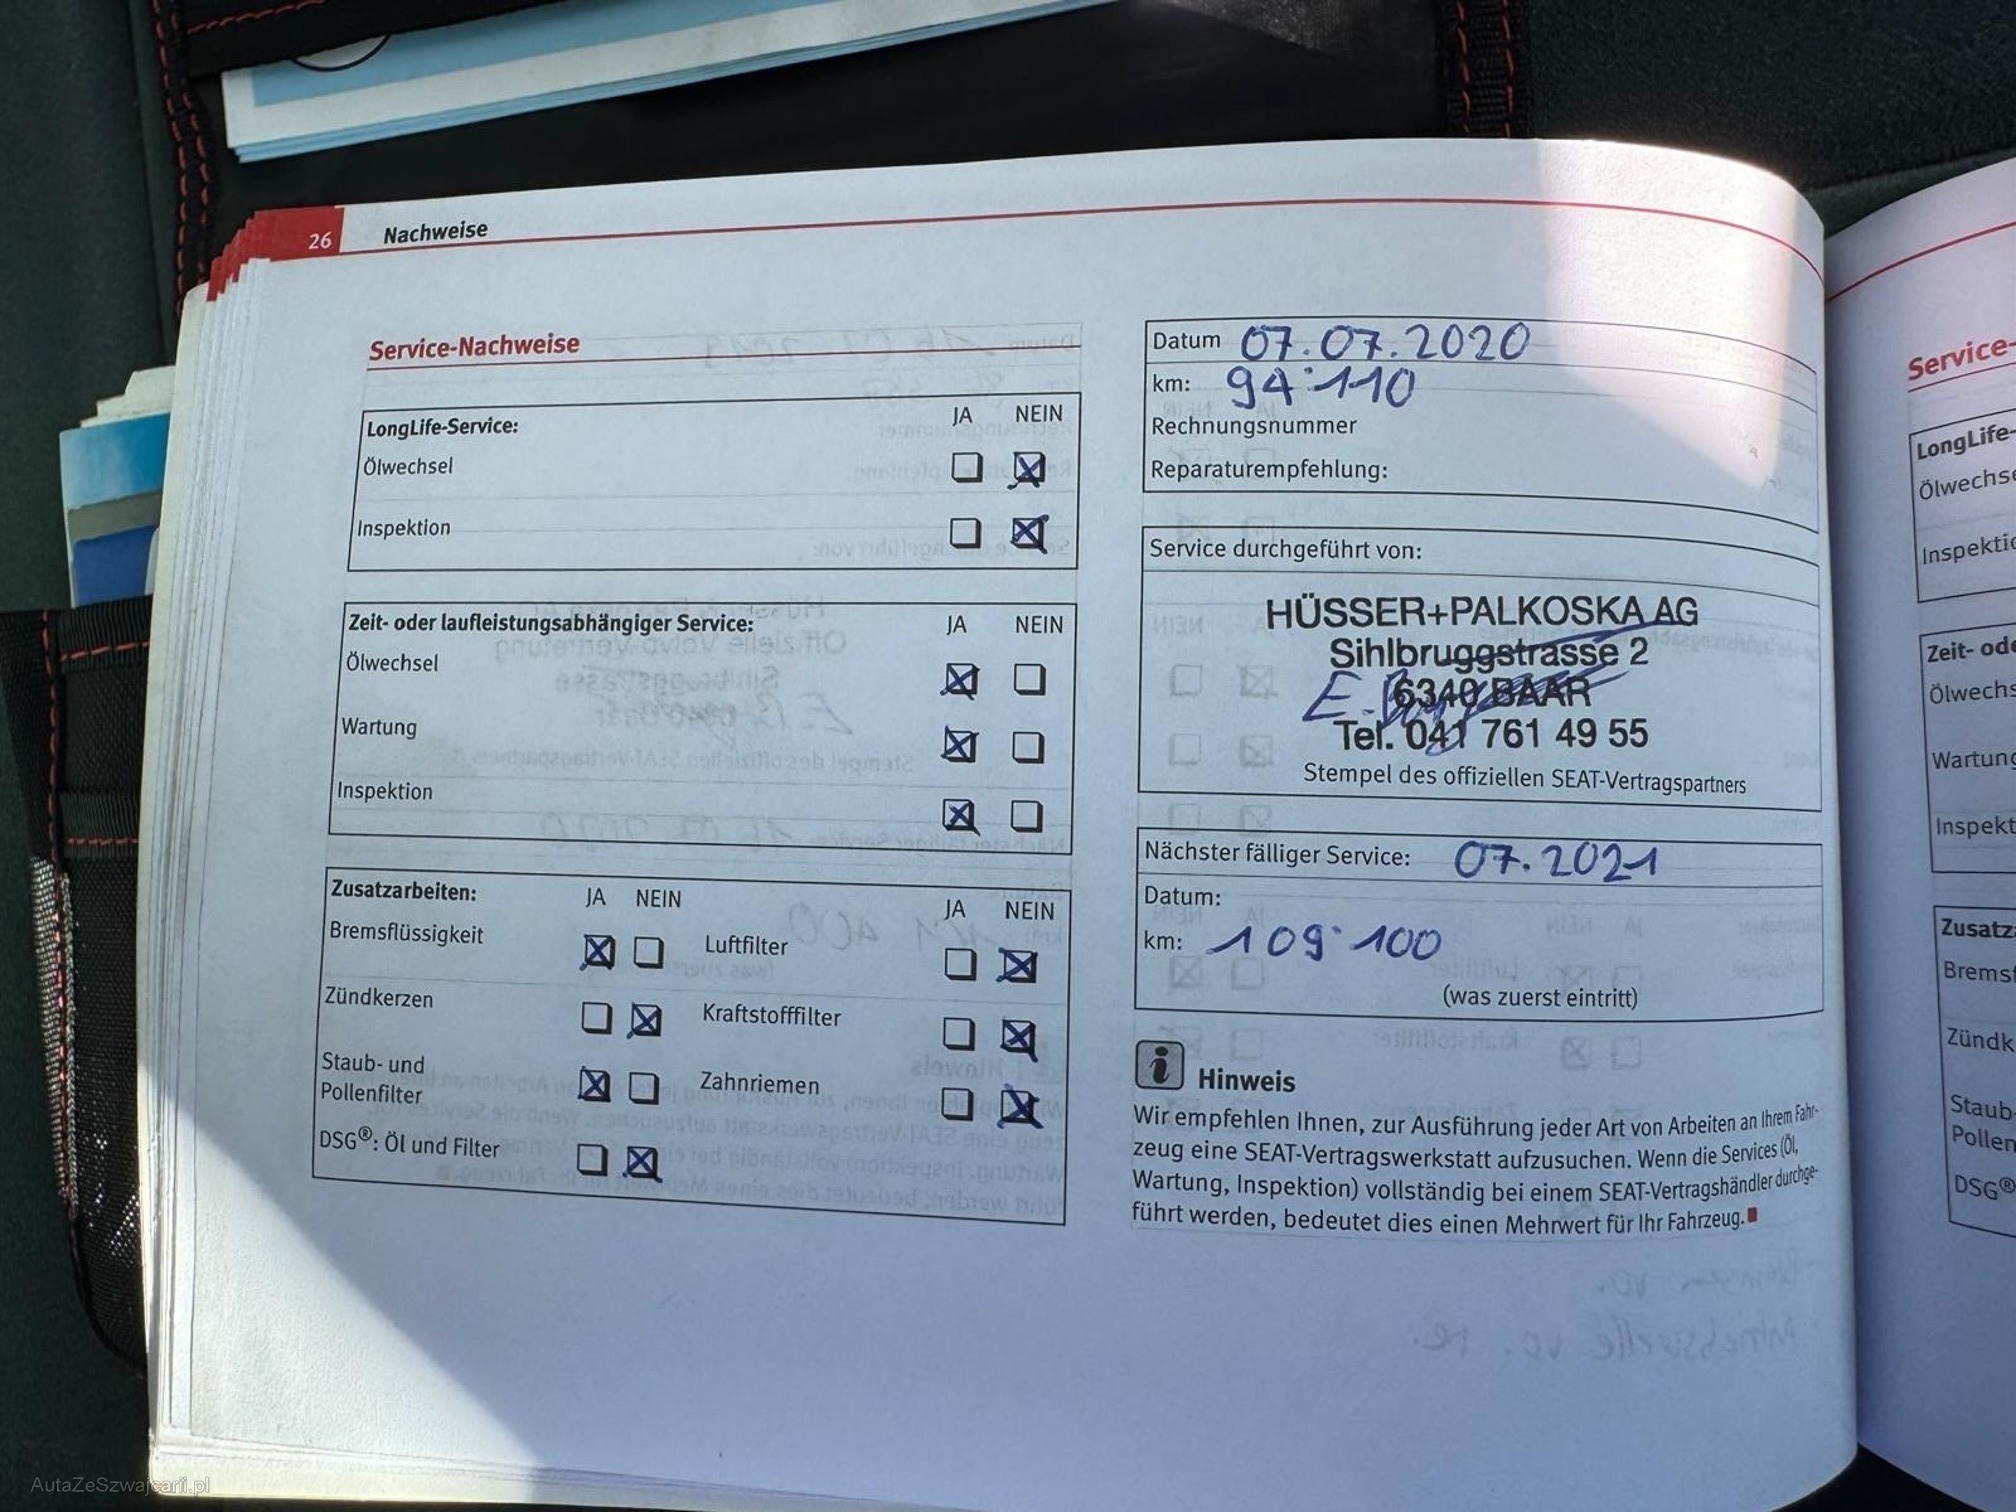 26
Nachweise
Service-Nachweise
LongLife-Service: JA NEIN
Ölwechsel
Inspektion
Zeit- oder laufleistungsabhängiger Service: JA NEIN
Ölwechsel
Wartung
Inspektion
Zusatzarbeiten: JA NEIN JA NEIN
Bremsflüssigkeit Luftfilter
Zündkerzen Kraftstofffilter
Staub- und
Pollenfilter Zahnriemen
DSG®: Öl und Filter
Datum 07.07.2020
km: 94·110
Rechnungsnummer
Reparaturempfehlung:
Service durchgeführt von:
HÜSSER+PALKOSKA AG
Sihlbruggstrasse 2
6340 BAAR
Tel. 041 761 49 55
Stempel des offiziellen SEAT-Vertragspartners
Nächster fälliger Service: 07.2021
Datum:
km: 109·100
(was zuerst eintritt)
Hinweis
Wir empfehlen Ihnen, zur Ausführung jeder Art von Arbeiten an Ihrem Fahr-
zeug eine SEAT-Vertragswerkstatt aufzusuchen. Wenn die Services (Öl,
Wartung, Inspektion) vollständig bei einem SEAT-Vertragshändler durchge-
führt werden, bedeutet dies einen Mehrwert für Ihr Fahrzeug.
Service-
LongLife-
Ölwechse
Inspektio
Zeit- ode
Ölwechs
Wartung
Inspekt
Zusatz
Bremsf
Zündk
Staub-
Pollen
DSG®
AutaZeSzwajcarii.pl